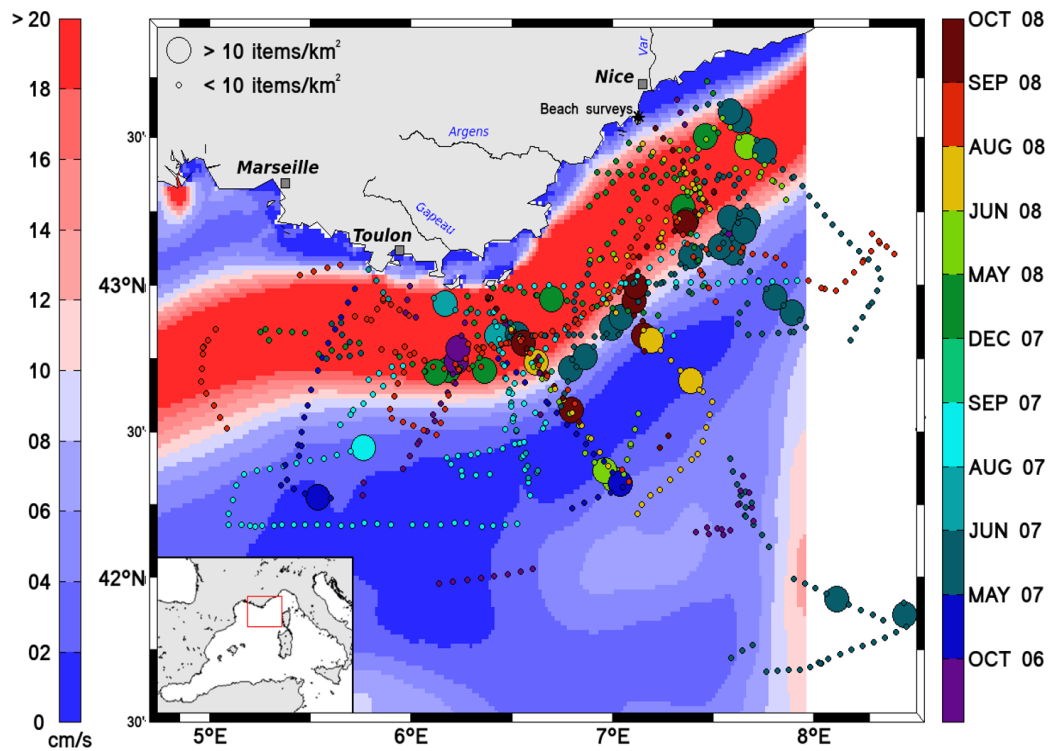 > 20
18
16
14
12
10
08
06
04
02
0
cm/s
> 10 items/km²
< 10 items/km²
Var
Nice
Beach surveys
Argens
Marseille
Gapeau
Toulon
30'
43°N
30'
42°N
30'
5°E
6°E
7°E
8°E
OCT 08
SEP 08
AUG 08
JUN 08
MAY 08
DEC 07
SEP 07
AUG 07
JUN 07
MAY 07
OCT 06